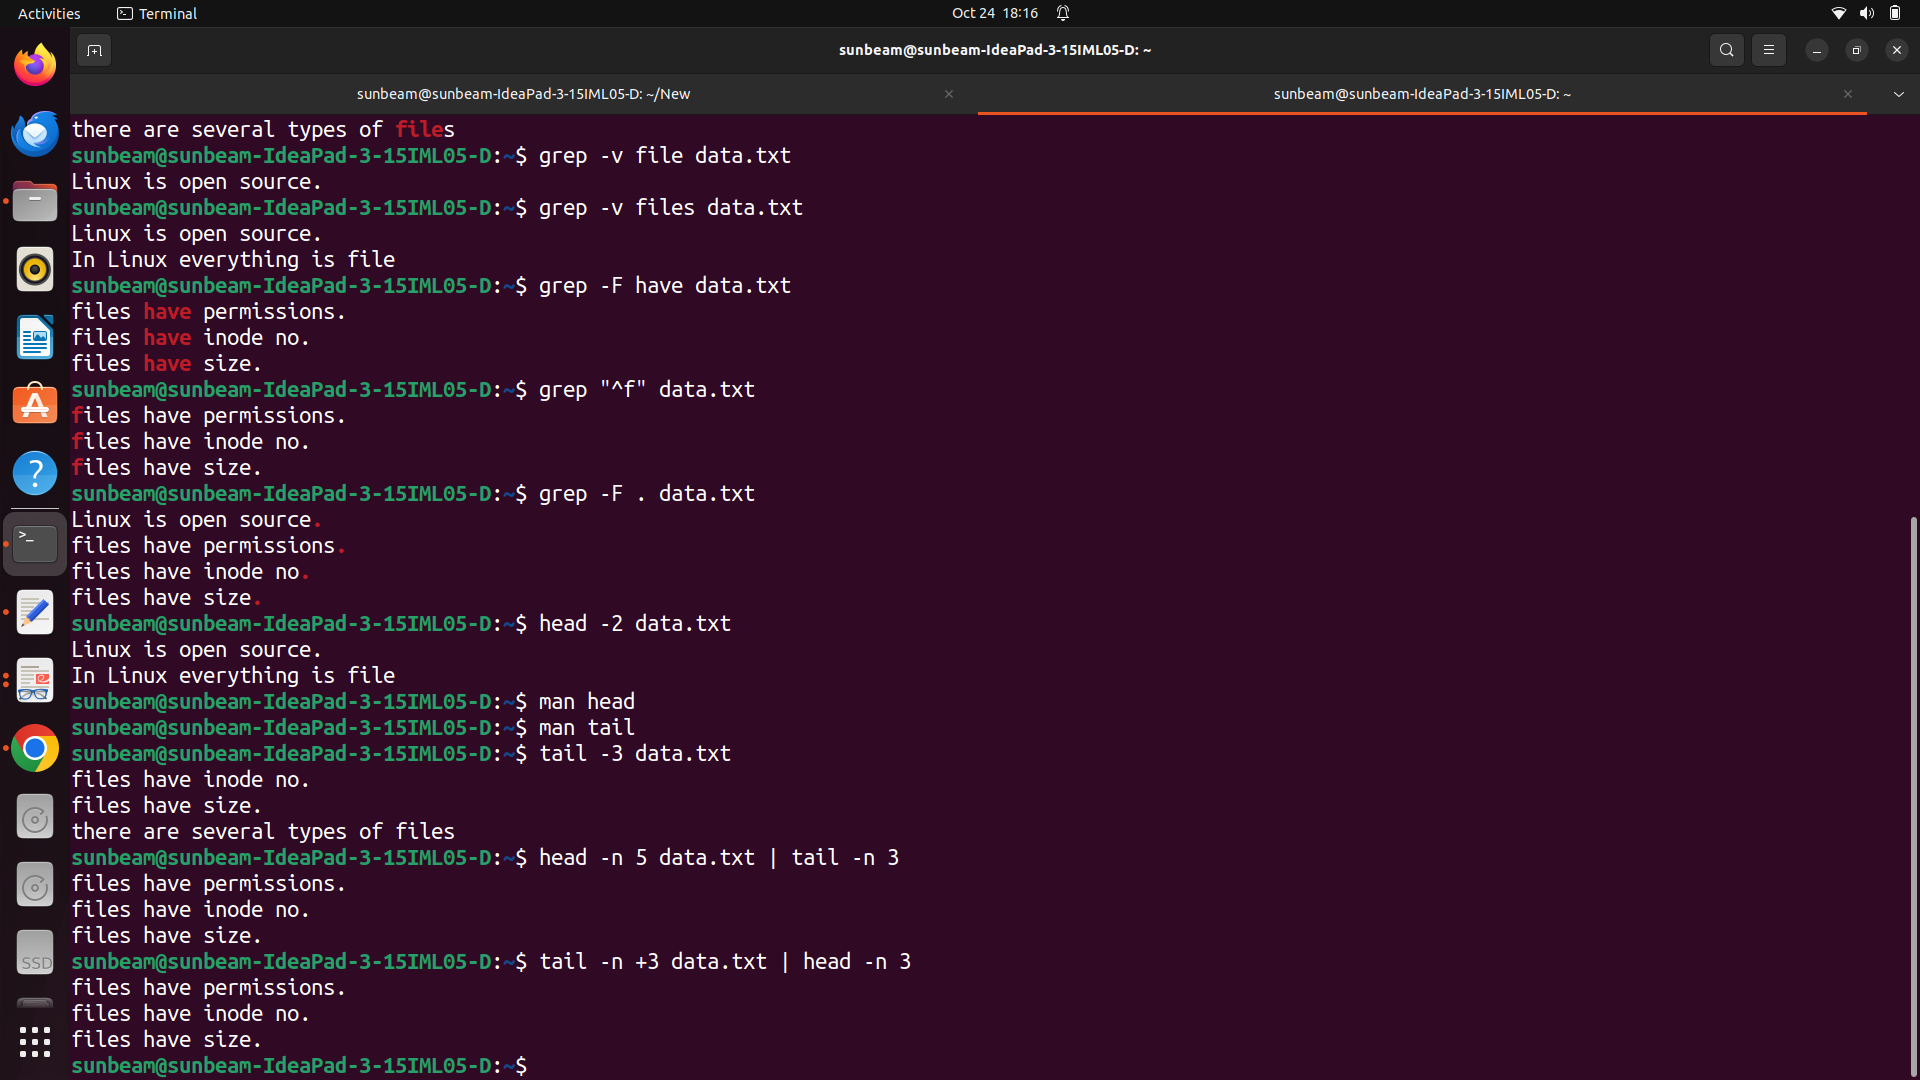 Activities
Terminal
Oct 24 18:16
sunbeam@sunbeam-IdeaPad-3-15IML05-D: ~
sunbeam@sunbeam-IdeaPad-3-15IML05-D: ~/New
sunbeam@sunbeam-IdeaPad-3-15IML05-D: ~
there are several types of files
sunbeam@sunbeam-IdeaPad-3-15IML05-D:~$ grep -v file data.txt
Linux is open source.
sunbeam@sunbeam-IdeaPad-3-15IML05-D:~$ grep -v files data.txt
Linux is open source.
In Linux everything is file
sunbeam@sunbeam-IdeaPad-3-15IML05-D:~$ grep -F have data.txt
files have permissions.
files have inode no.
files have size.
sunbeam@sunbeam-IdeaPad-3-15IML05-D:~$ grep "^f" data.txt
files have permissions.
files have inode no.
files have size.
sunbeam@sunbeam-IdeaPad-3-15IML05-D:~$ grep -F . data.txt
Linux is open source.
files have permissions.
files have inode no.
files have size.
sunbeam@sunbeam-IdeaPad-3-15IML05-D:~$ head -2 data.txt
Linux is open source.
In Linux everything is file
sunbeam@sunbeam-IdeaPad-3-15IML05-D:~$ man head
sunbeam@sunbeam-IdeaPad-3-15IML05-D:~$ man tail
sunbeam@sunbeam-IdeaPad-3-15IML05-D:~$ tail -3 data.txt
files have inode no.
files have size.
there are several types of files
sunbeam@sunbeam-IdeaPad-3-15IML05-D:~$ head -n 5 data.txt | tail -n 3
files have permissions.
files have inode no.
files have size.
sunbeam@sunbeam-IdeaPad-3-15IML05-D:~$ tail -n +3 data.txt | head -n 3
files have permissions.
files have inode no.
files have size.
sunbeam@sunbeam-IdeaPad-3-15IML05-D:~$
SSD